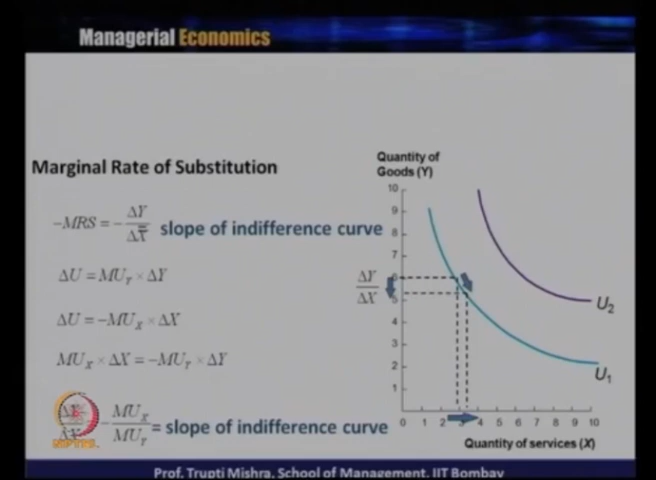 Managerial Economics
Marginal Rate of Substitution
-MRS = - ΔY / ΔX slope of indifference curve
ΔU = MU_Y × ΔY
ΔU = -MU_X × ΔX
MU_X × ΔX = -MU_Y × ΔY
ΔY / ΔX - MU_X / MU_Y = slope of indifference curve
Quantity of
Goods (Y)
10
9
8
7
6
5
4
3
2
1
ΔY / ΔX
U2
U1
0 1 2 3 4 5 6 7 8 9 10
Quantity of services (X)
NPTEL
Prof. Trupti Mishra, School of Management, IIT Bombay